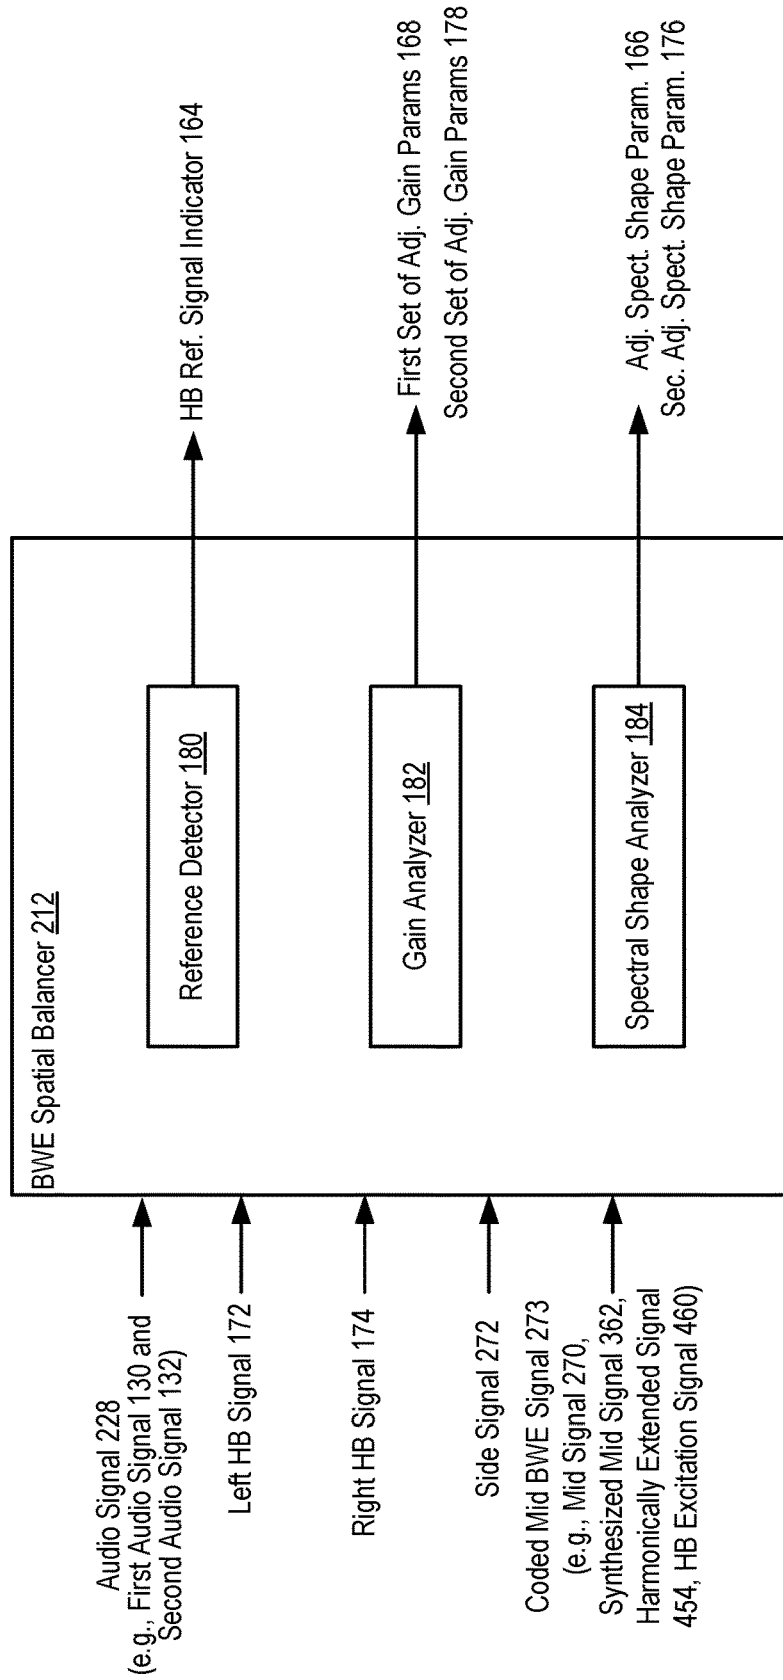 BWE Spatial Balancer 212
Audio Signal 228
(e.g., First Audio Signal 130 and
Second Audio Signal 132)
Left HB Signal 172
Right HB Signal 174
Side Signal 272
Coded Mid BWE Signal 273
(e.g., Mid Signal 270,
Synthesized Mid Signal 362,
Harmonically Extended Signal
454, HB Excitation Signal 460)
Reference Detector 180
Gain Analyzer 182
Spectral Shape Analyzer 184
HB Ref. Signal Indicator 164
First Set of Adj. Gain Params 168
Second Set of Adj. Gain Params 178
Adj. Spect. Shape Param. 166
Sec. Adj. Spect. Shape Param. 176